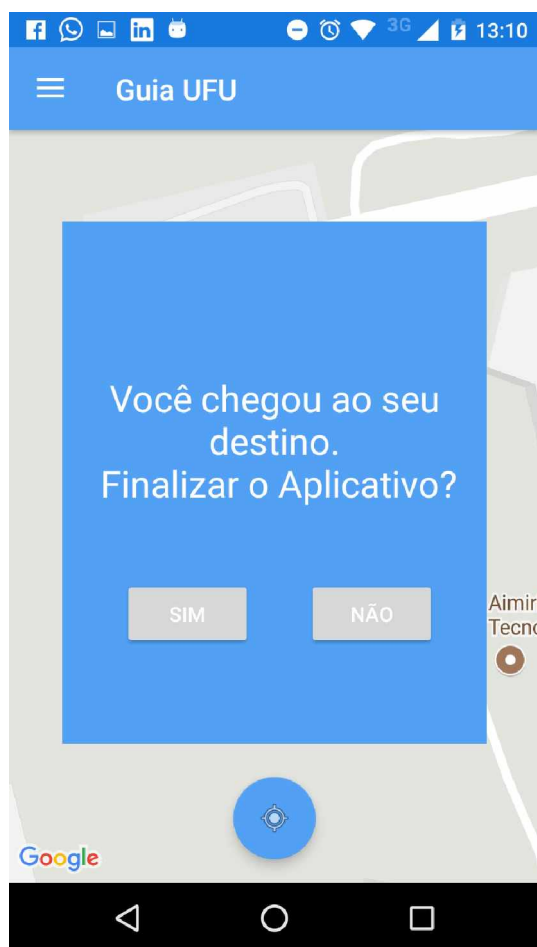 3G 13:10
Guia UFU
Você chegou ao seu
destino.
Finalizar o Aplicativo?
SIM NÃO
Aimir
Tecno
Google